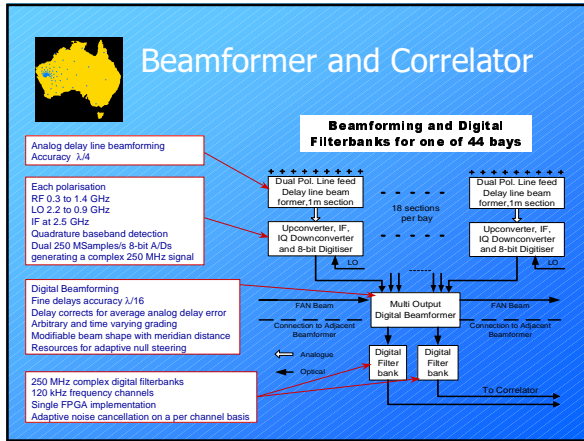 Beamformer and Correlator
Beamforming and Digital
Filterbanks for one of 44 bays
Analog delay line beamforming
Accuracy λ/4
Each polarisation
RF 0.3 to 1.4 GHz
LO 2.2 to 0.9 GHz
IF at 2.5 GHz
Quadrature baseband detection
Dual 250 MSamples/s 8-bit A/Ds
generating a complex 250 MHz signal
Digital Beamforming
Fine delays accuracy λ/16
Delay corrects for average analog delay error
Arbitrary and time varying grading
Modifiable beam shape with meridian distance
Resources for adaptive null steering
250 MHz complex digital filterbanks
120 kHz frequency channels
Single FPGA implementation
Adaptive noise cancellation on a per channel basis
+ + + + + + + + + +
Dual Pol. Line feed
Delay line beam
former,1m section
18 sections
per bay
+ + + + + + + + + +
Dual Pol. Line feed
Delay line beam
former,1m section
Upconverter, IF,
IQ Downconverter
and 8-bit Digitiser
LO
Upconverter, IF,
IQ Downconverter
and 8-bit Digitiser
LO
FAN Beam
Multi Output
Digital Beamformer
FAN Beam
Connection to Adjacent
Beamformer
Connection to Adjacent
Beamformer
Analogue
Optical
Digital
Filter
bank
Digital
Filter
bank
To Correlator